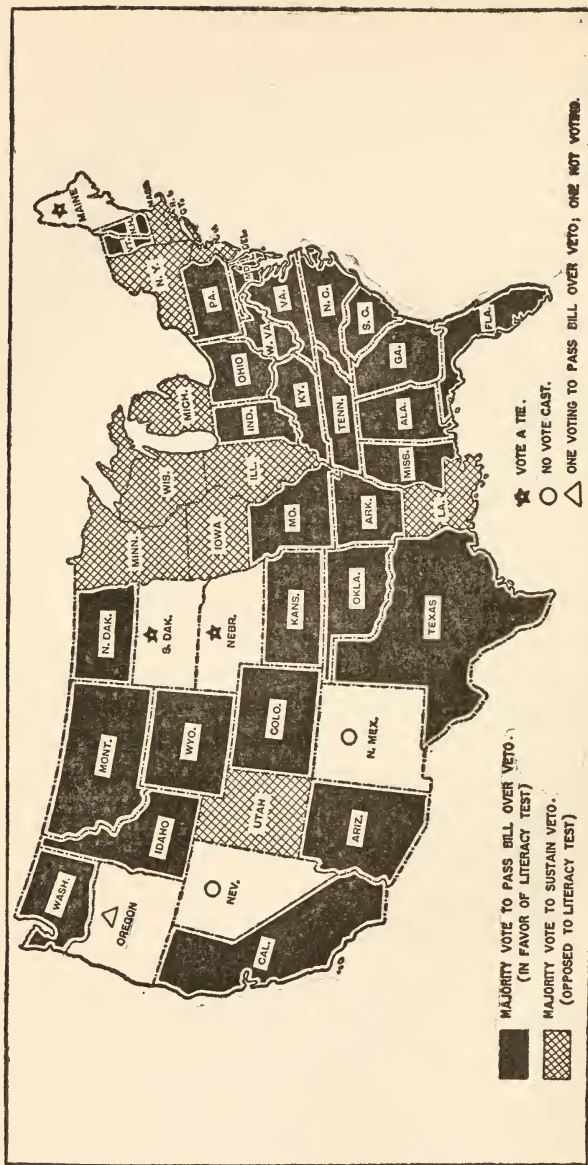 WASH.
OREGON
CAL.
NEV.
IDAHO
MONT.
WYO.
UTAH
ARIZ.
COLO.
N. MEX.
N. DAK.
S. DAK.
NEBR.
KANS.
OKLA.
TEXAS
MINN.
IOWA
MO.
ARK.
LA.
WIS.
ILL.
MISS.
MICH.
IND.
OHIO
KY.
TENN.
ALA.
GA.
FLA.
W. VA.
VA.
N. C.
S. C.
PA.
N. Y.
VT.
N.H.
MASS.
R. I.
CT.
N. J.
DEL.
MAINE
MAJORITY VOTE TO PASS BILL OVER VETO.
(IN FAVOR OF LITERACY TEST)
MAJORITY VOTE TO SUSTAIN VETO.
(OPPOSED TO LITERACY TEST)
VOTE A TIE.
NO VOTE CAST.
ONE VOTING TO PASS BILL OVER VETO; ONE NOT VOTING.